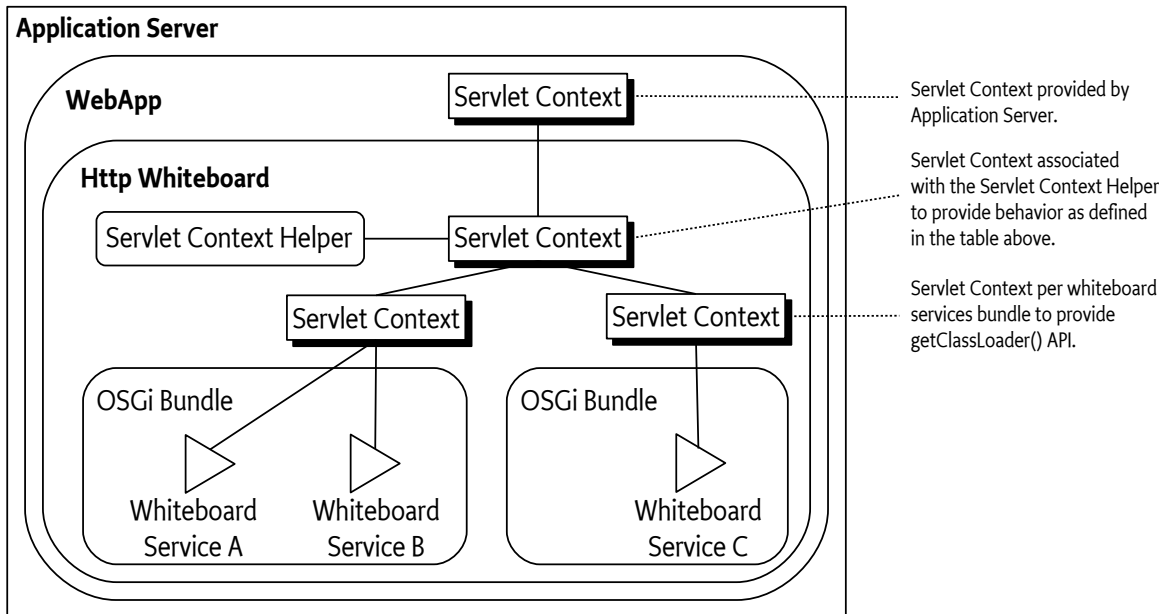 Application Server
WebApp
Servlet Context
Servlet Context provided by
Application Server.
Http Whiteboard
Servlet Context Helper
Servlet Context
Servlet Context associated
with the Servlet Context Helper
to provide behavior as defined
in the table above.
Servlet Context
Servlet Context
Servlet Context per whiteboard
services bundle to provide
getClassLoader() API.
OSGi Bundle
Whiteboard
Service A
Whiteboard
Service B
OSGi Bundle
Whiteboard
Service C